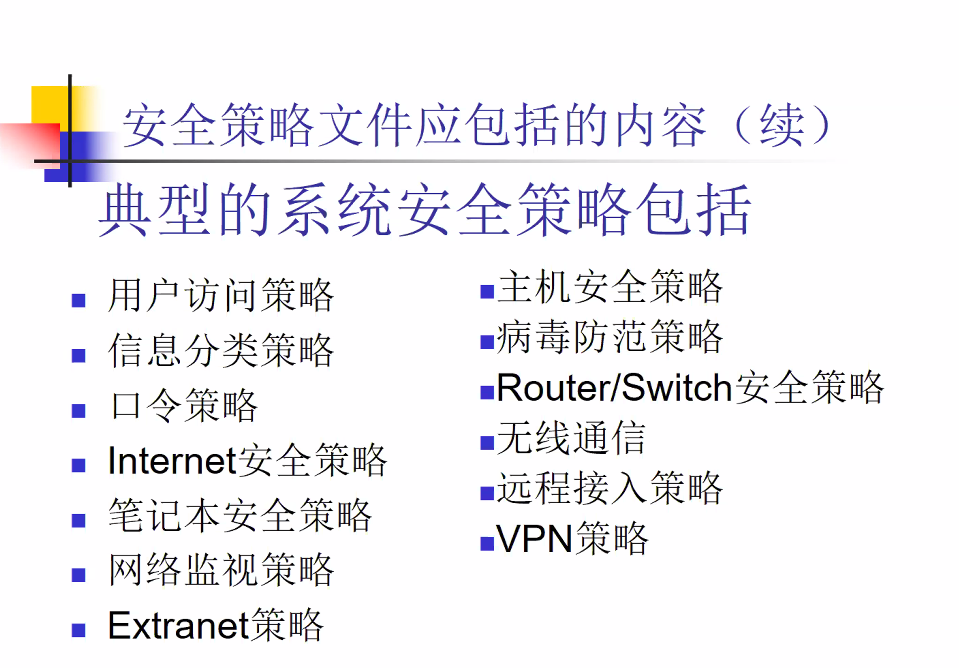 安全策略文件应包括的内容（续）
典型的系统安全策略包括
用户访问策略
信息分类策略
口令策略
Internet安全策略
笔记本安全策略
网络监视策略
Extranet策略
主机安全策略
病毒防范策略
Router/Switch安全策略
无线通信
远程接入策略
VPN策略